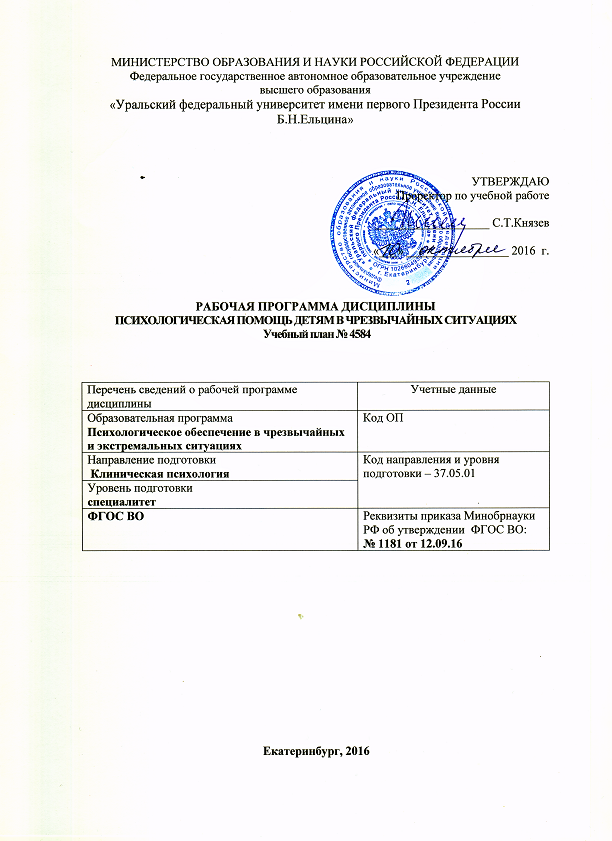 МИНИСТЕРСТВО ОБРАЗОВАНИЯ И НАУКИ РОССИЙСКОЙ ФЕДЕРАЦИИ
Федеральное государственное автономное образовательное учреждение
высшего образования
«Уральский федеральный университет имени первого Президента России
Б.Н.Ельцина»
УТВЕРЖДАЮ
Проректор по учебной работе
С.Т.Князев
октября 2016 г.
РАБОЧАЯ ПРОГРАММА ДИСЦИПЛИНЫ
ПСИХОЛОГИЧЕСКАЯ ПОМОЩЬ ДЕТЯМ В ЧРЕЗВЫЧАЙНЫХ СИТУАЦИЯХ
Учебный план № 4584
Перечень сведений о рабочей программе
дисциплины
Учетные данные
Образовательная программа
Психологическое обеспечение в чрезвычайных
и экстремальных ситуациях
Код ОП
Направление подготовки
Клиническая психология
Код направления и уровня
подготовки – 37.05.01
Уровень подготовки
специалитет
ФГОС ВО
Реквизиты приказа Минобрнауки
РФ об утверждении ФГОС ВО:
№ 1181 от 12.09.16
Екатеринбург, 2016